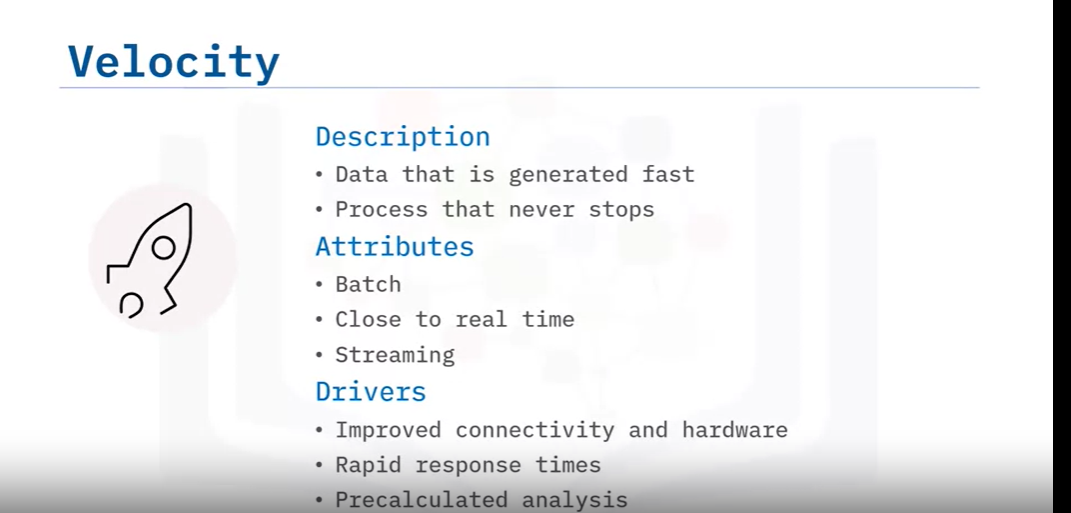 Velocity
Description
• Data that is generated fast
• Process that never stops
Attributes
• Batch
• Close to real time
• Streaming
Drivers
• Improved connectivity and hardware
• Rapid response times
• Precalculated analysis